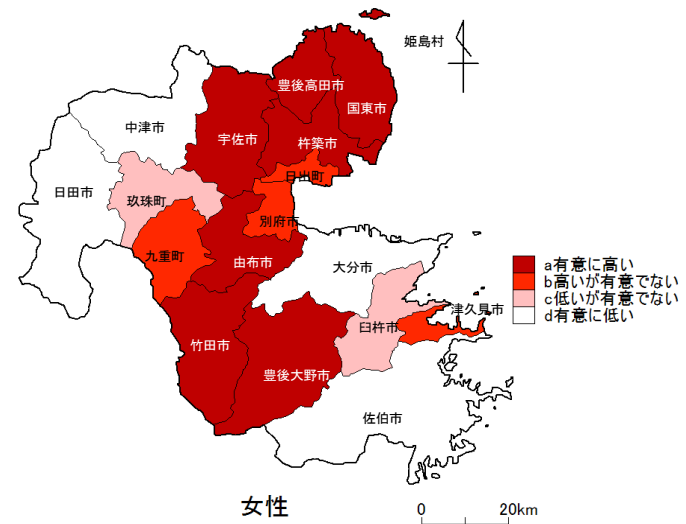 姫島村
豊後高田市
国東市
中津市
宇佐市
杵築市
日出町
日田市
玖珠町
別府市
九重町
由布市
大分市
a有意に高い
b高いが有意でない
c低いが有意でない
d有意に低い
津久見市
臼杵市
竹田市
豊後大野市
佐伯市
女性
0 20km